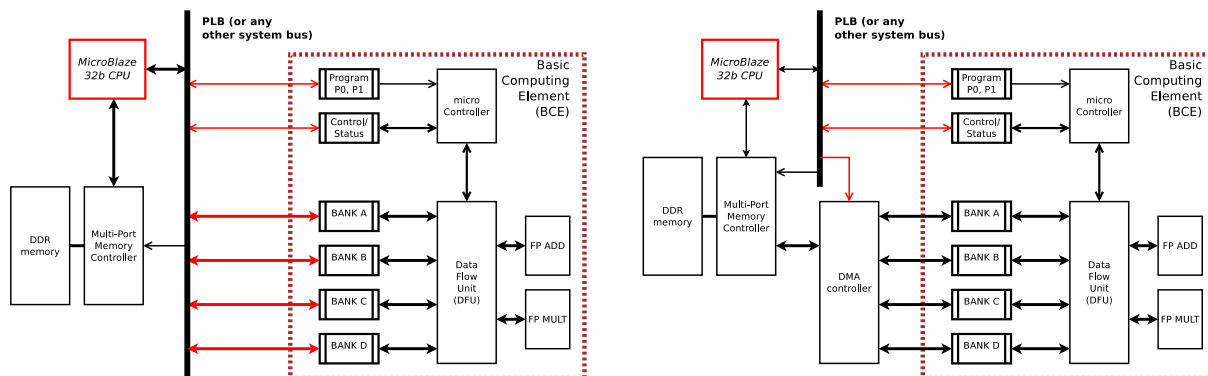 PLB (or any
other system bus)
MicroBlaze
32b CPU
Basic
Computing
Element
(BCE)
Program
P0, P1
micro
Controller
Control/
Status
DDR
memory
Multi-Port
Memory
Controller
BANK A
BANK B
BANK C
BANK D
Data
Flow
Unit
(DFU)
FP ADD
FP MULT
PLB (or any
other system bus)
MicroBlaze
32b CPU
Basic
Computing
Element
(BCE)
Program
P0, P1
micro
Controller
Control/
Status
DDR
memory
Multi-Port
Memory
Controller
DMA
controller
BANK A
BANK B
BANK C
BANK D
Data
Flow
Unit
(DFU)
FP ADD
FP MULT